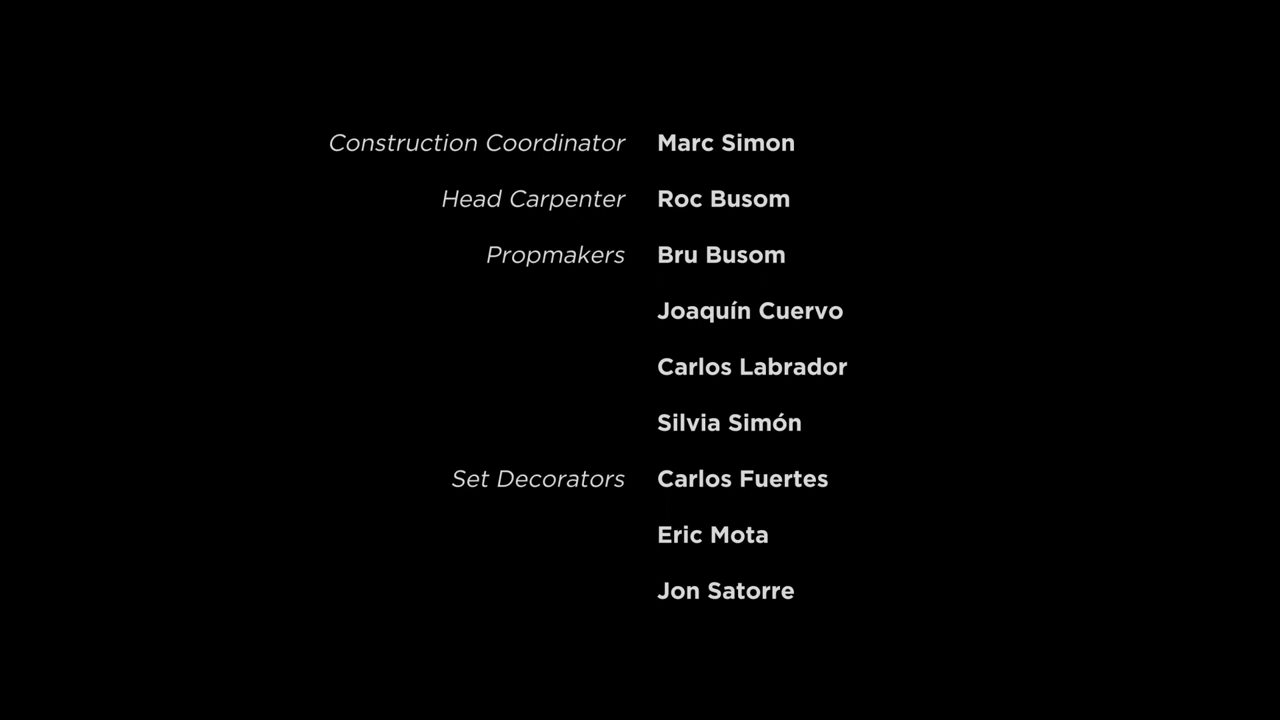 Construction Coordinator Marc Simon
Head Carpenter Roc Busom
Propmakers Bru Busom
Joaquín Cuervo
Carlos Labrador
Silvia Simón
Set Decorators Carlos Fuertes
Eric Mota
Jon Satorre